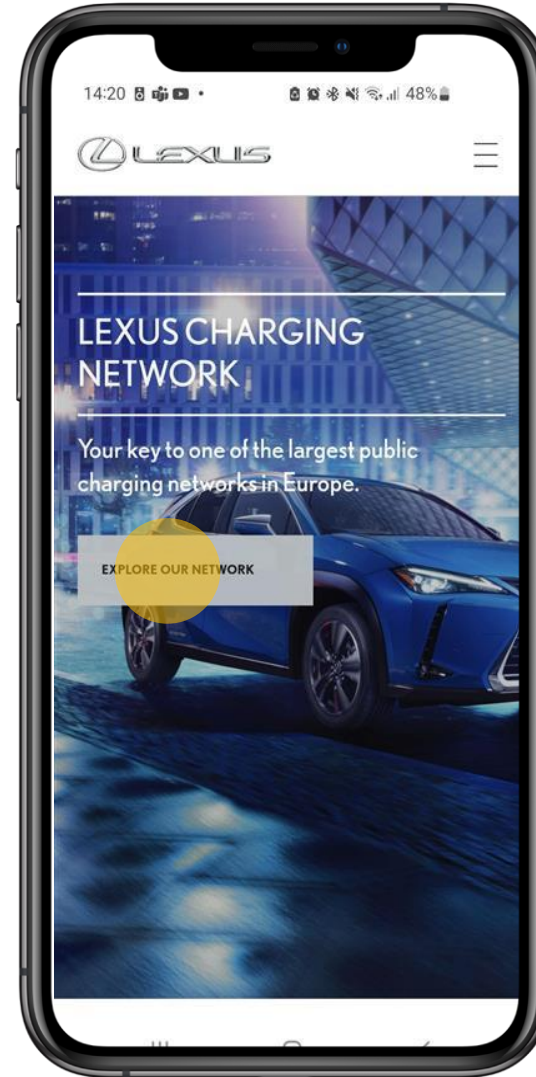 14:20
48%
LEXUS
LEXUS CHARGING
NETWORK
Your key to one of the largest public
charging networks in Europe.
EXPLORE OUR NETWORK